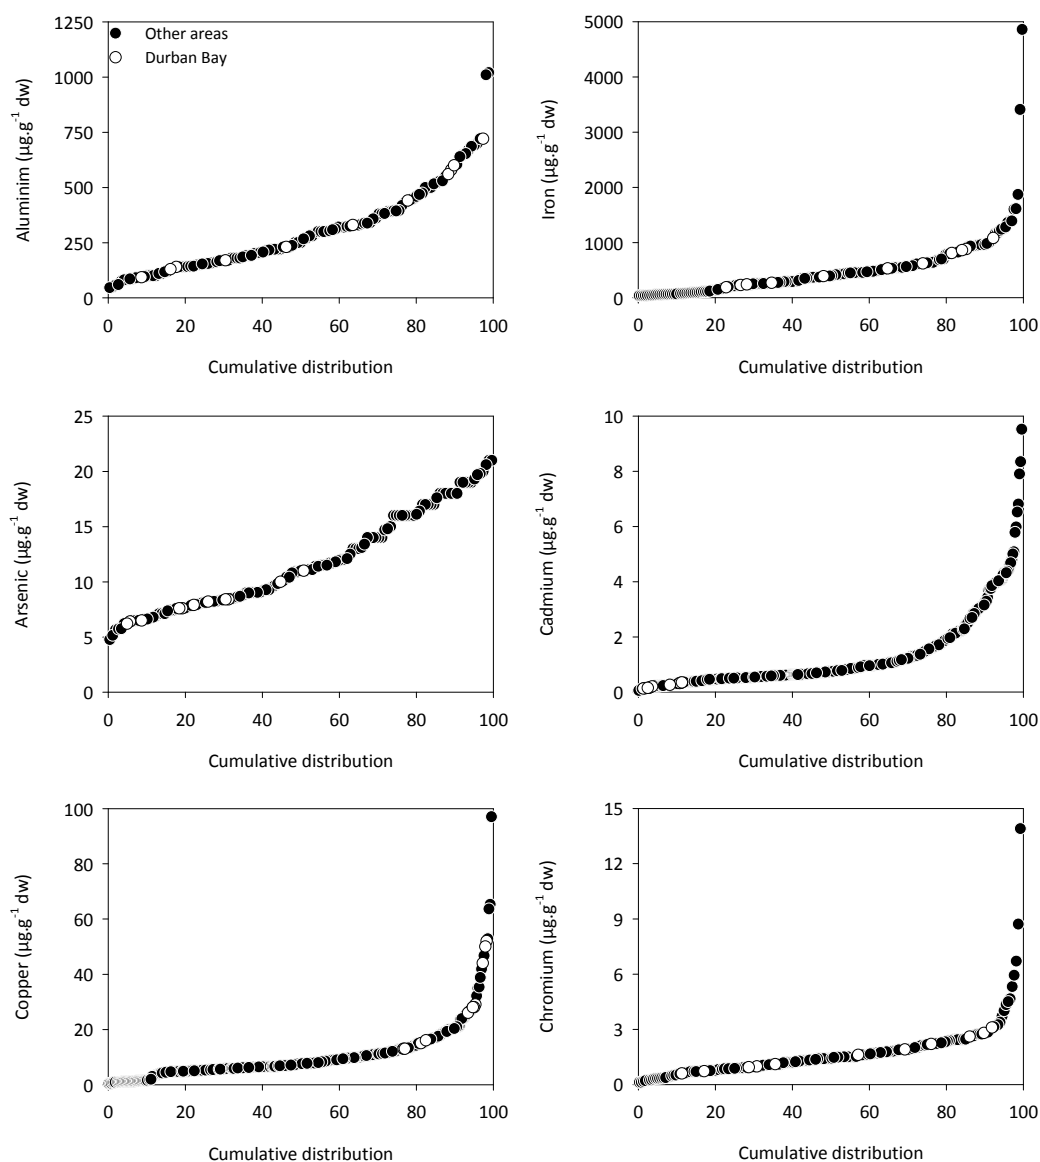 1250
1000
750
500
250
0
Aluminim (µg.g⁻¹ dw)
Other areas
Durban Bay
0 20 40 60 80 100
Cumulative distribution
5000
4000
3000
2000
1000
0
Iron (µg.g⁻¹ dw)
0 20 40 60 80 100
Cumulative distribution
25
20
15
10
5
0
Arsenic (µg.g⁻¹ dw)
0 20 40 60 80 100
Cumulative distribution
10
8
6
4
2
0
Cadmium (µg.g⁻¹ dw)
0 20 40 60 80 100
Cumulative distribution
100
80
60
40
20
0
Copper (µg.g⁻¹ dw)
0 20 40 60 80 100
Cumulative distribution
15
12
9
6
3
0
Chromium (µg.g⁻¹ dw)
0 20 40 60 80 100
Cumulative distribution